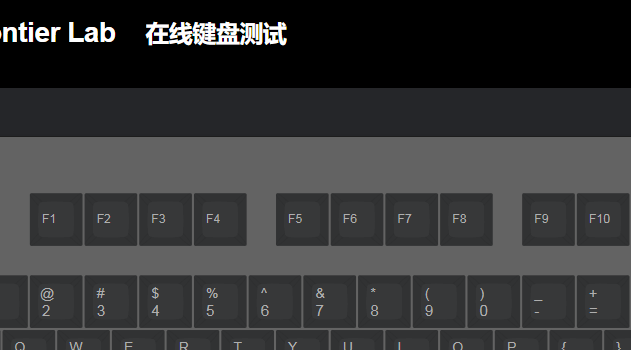 ntier Lab 在线键盘测试
F1 F2 F3 F4 F5 F6 F7 F8 F9 F10
@ # $ % ^ & * ( ) _ +
2 3 4 5 6 7 8 9 0 - =
Q W E R T Y U I O P { }